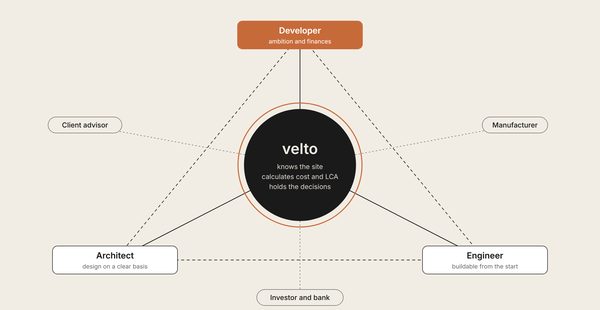 Developer
ambition and finances
Client advisor
Manufacturer
velto
knows the site
calculates cost and LCA
holds the decisions
Architect
design on a clear basis
Engineer
buildable from the start
Investor and bank